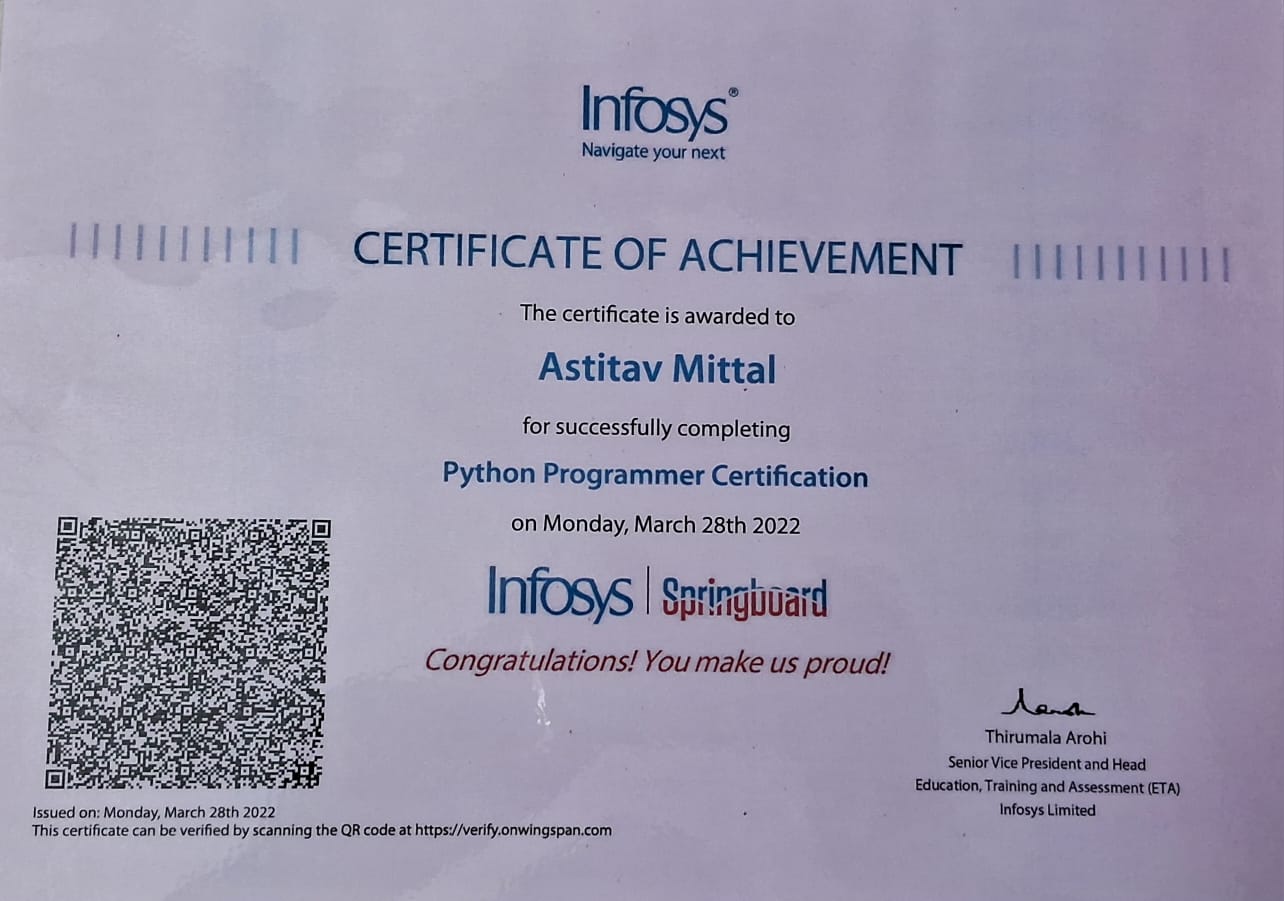 Infosys®
Navigate your next
CERTIFICATE OF ACHIEVEMENT
The certificate is awarded to
Astitav Mittal
for successfully completing
Python Programmer Certification
on Monday, March 28th 2022
Infosys | Springboard
Congratulations! You make us proud!
Thirumala Arohi
Senior Vice President and Head
Education, Training and Assessment (ETA)
Infosys Limited
Issued on: Monday, March 28th 2022
This certificate can be verified by scanning the QR code at https://verify.onwingspan.com